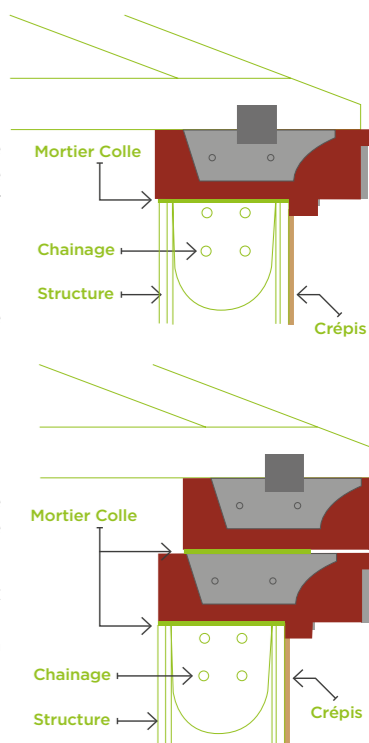 Mortier Colle
Chainage
Structure
Crépis
Mortier Colle
Chainage
Structure
Crépis